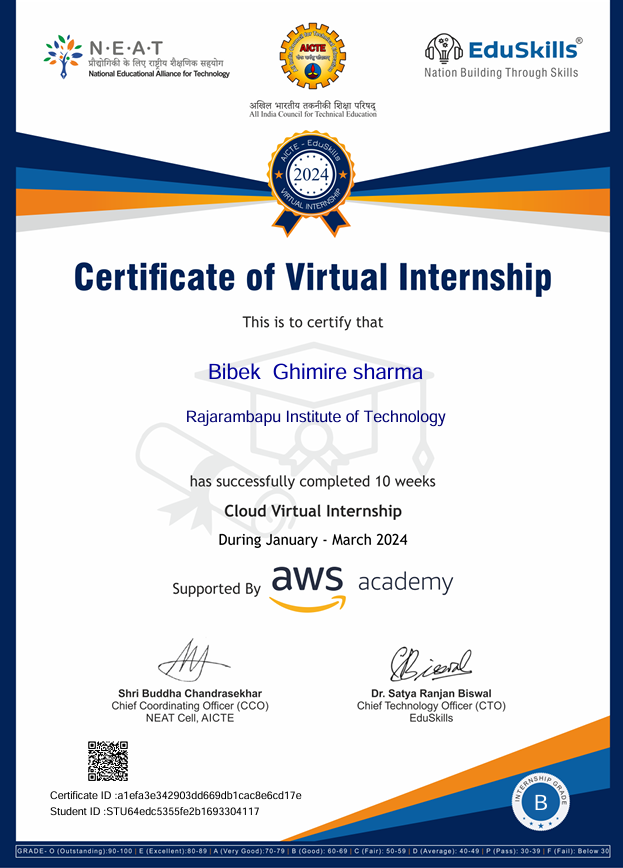 N·E·A·T
प्रौद्योगिकी के लिए राष्ट्रीय शैक्षणिक सहयोग
National Educational Alliance for Technology
AICTE
अखिल भारतीय तकनीकी शिक्षा परिषद्
All India Council for Technical Education
EduSkills®
Nation Building Through Skills
AICTE - EduSkills
2024
VIRTUAL INTERNSHIP
Certificate of Virtual Internship
This is to certify that
Bibek Ghimire sharma
Rajarambapu Institute of Technology
has successfully completed 10 weeks
Cloud Virtual Internship
During January - March 2024
Supported By aws academy
Shri Buddha Chandrasekhar
Chief Coordinating Officer (CCO)
NEAT Cell, AICTE
Dr. Satya Ranjan Biswal
Chief Technology Officer (CTO)
EduSkills
Certificate ID :a1efa3e342903dd669db1cac8e6cd17e
Student ID :STU64edc5355fe2b1693304117
INTERNSHIP GRADE
B
GRADE- O (Outstanding):90-100 | E (Excellent):80-89 | A (Very Good):70-79 | B (Good): 60-69 | C (Fair): 50-59 | D (Average): 40-49 | P (Pass): 30-39 | F (Fail): Below 30